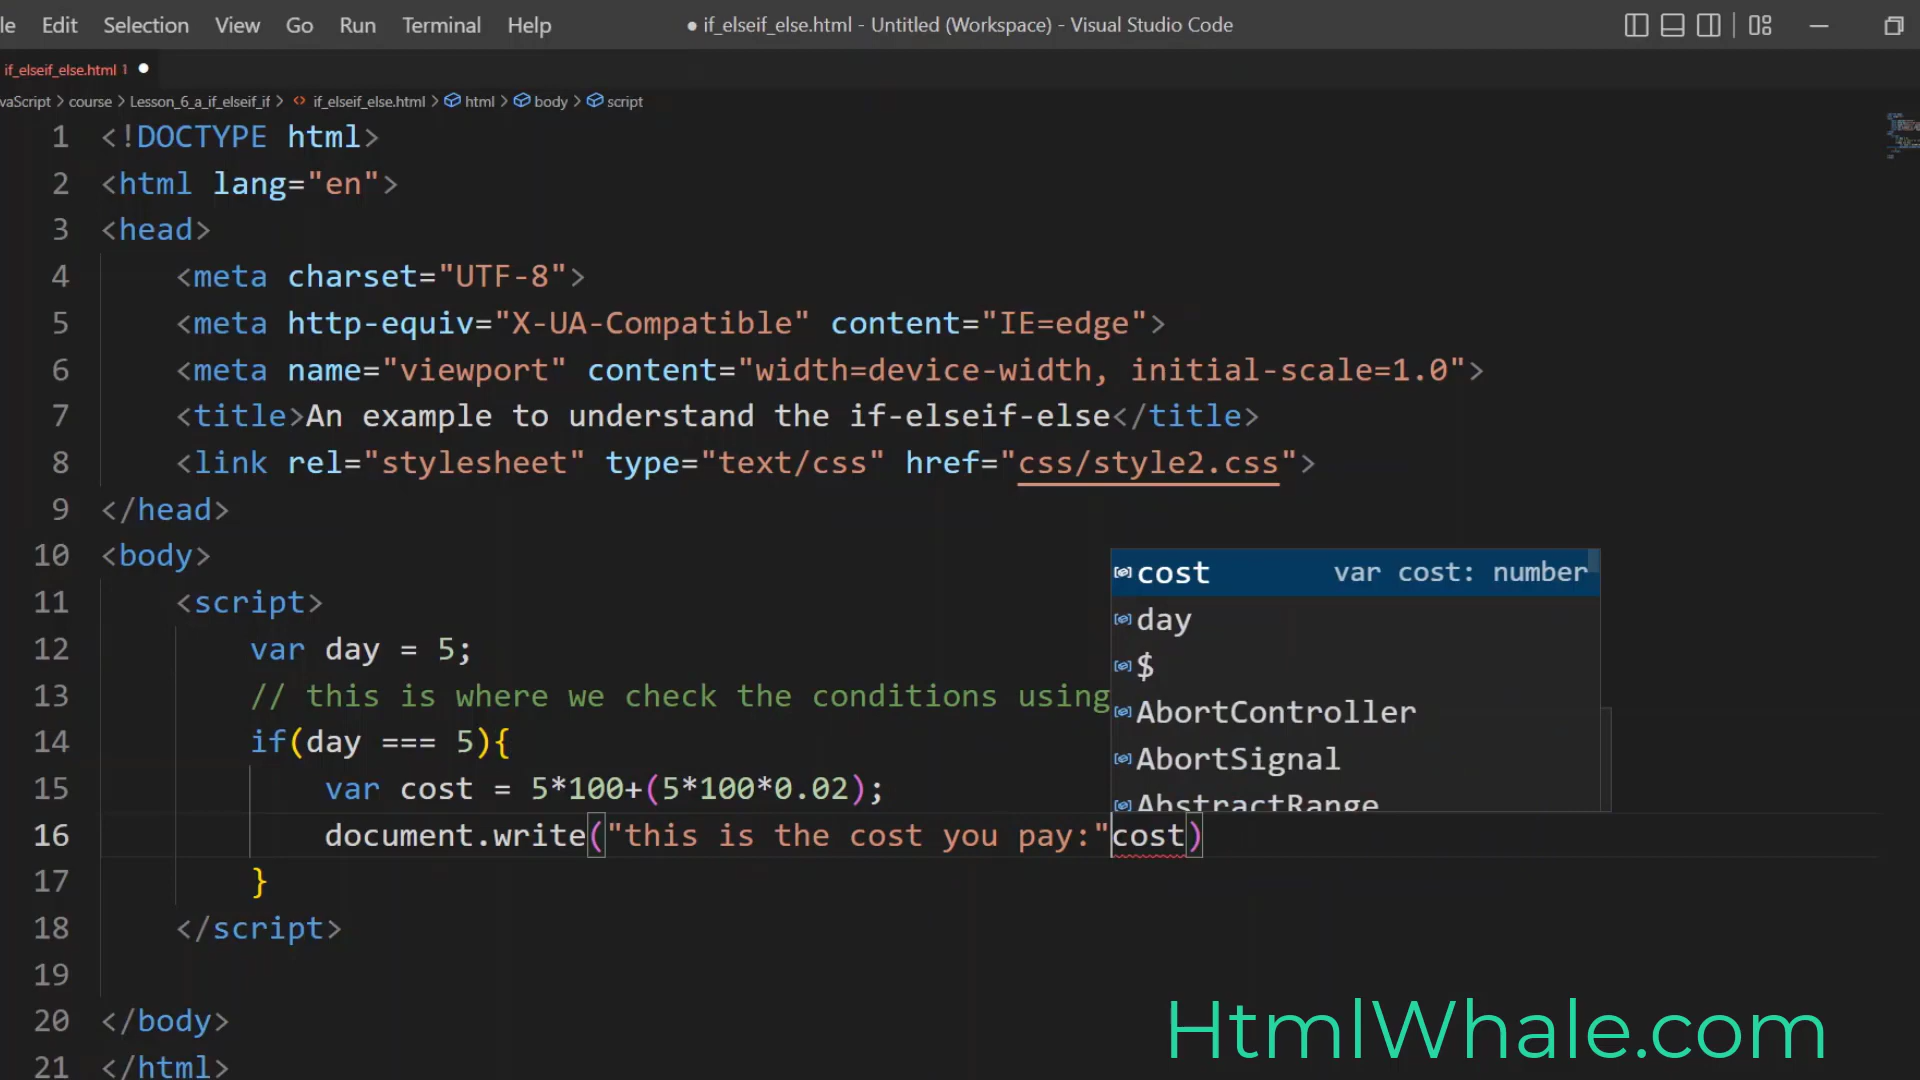 le Edit Selection View Go Run Terminal Help ● if_elseif_else.html - Untitled (Workspace) - Visual Studio Code
if_elseif_else.html 1 ●
vaScript > course > Lesson_6_a_if_elseif_if > <> if_elseif_else.html > html > body > script
1 <!DOCTYPE html>
2 <html lang="en">
3 <head>
4 <meta charset="UTF-8">
5 <meta http-equiv="X-UA-Compatible" content="IE=edge">
6 <meta name="viewport" content="width=device-width, initial-scale=1.0">
7 <title>An example to understand the if-elseif-else</title>
8 <link rel="stylesheet" type="text/css" href="css/style2.css">
9 </head>
10 <body>
cost var cost: number
11 <script>
day
12 var day = 5;
$
13 // this is where we check the conditions using
AbortController
14 if(day === 5){
AbortSignal
15 var cost = 5*100+(5*100*0.02);
AbstractRange
16 document.write("this is the cost you pay:"cost)
17 }
18 </script>
19
20 </body>
21 </html>
HtmlWhale.com